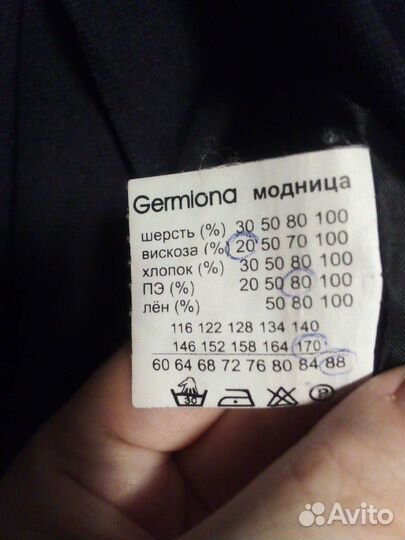 Germiona модница
шерсть (%) 30 50 80 100
вискоза (%) 20 50 70 100
хлопок (%) 30 50 80 100
ПЭ (%) 20 50 80 100
лён (%) 50 80 100
116 122 128 134 140
146 152 158 164 170
60 64 68 72 76 80 84 88
30 P
Avito